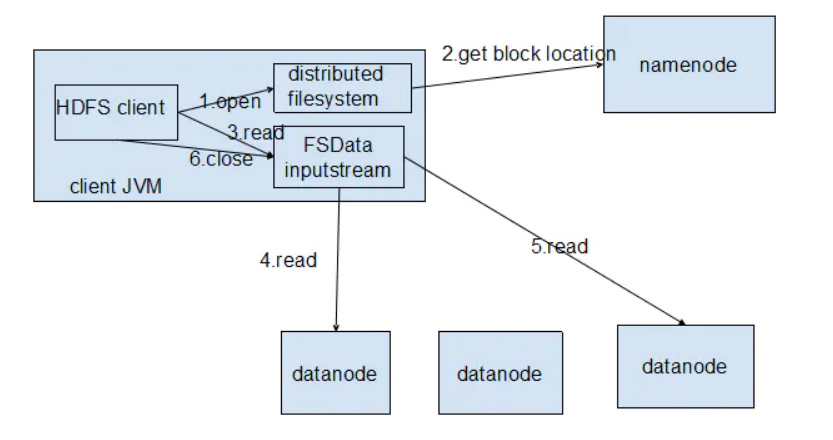 2.get block location
namenode
distributed
filesystem
HDFS client
1.open
3.read
FSData
inputstream
6.close
client JVM
4.read
5.read
datanode
datanode
datanode